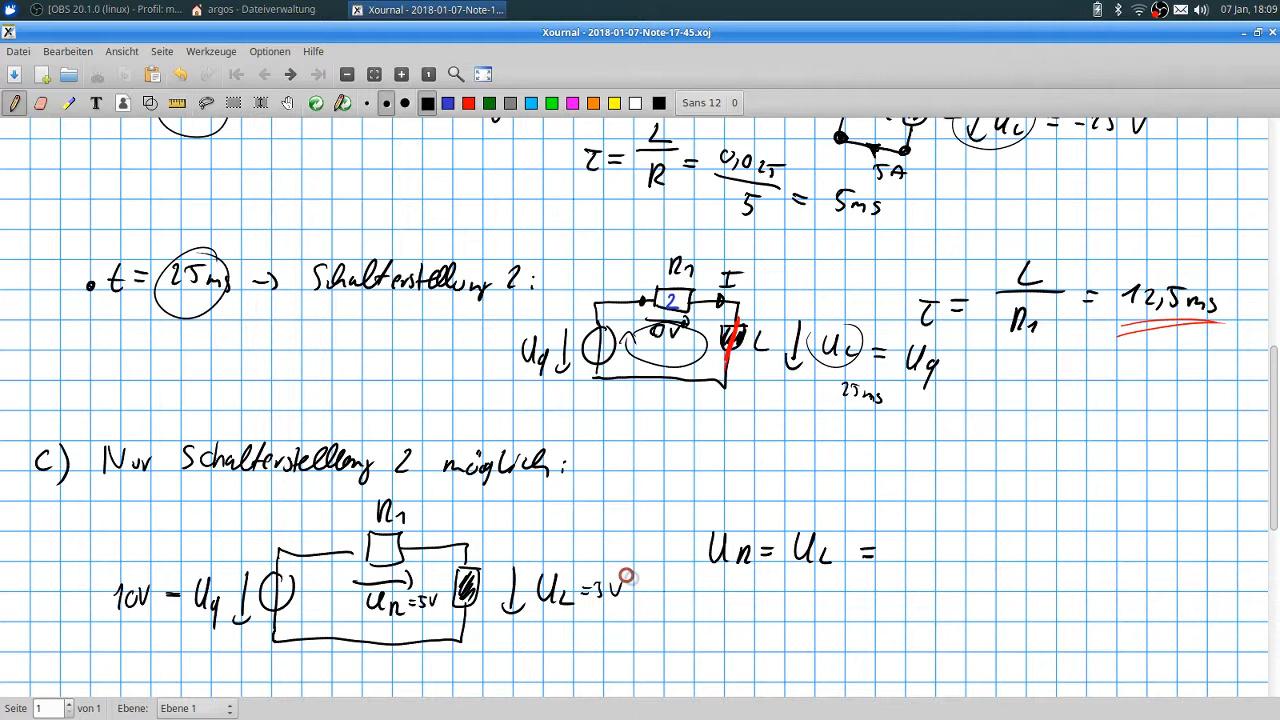 [OBS 20.1.0 (linux) - Profil: m...
argos - Dateiverwaltung
Xournal - 2018-01-07-Note-1...
07 Jan, 18:09
Xournal - 2018-01-07-Note-17-45.xoj
Datei Bearbeiten Ansicht Seite Werkzeuge Optionen Hilfe
Sans 12 0
τ = L/R = 0,025/5 = 5ms
↓ UL = -25 V
5A
• t = 25ms → Schalterstellung 2:
R1
I
2
0V
Uq
L
UL = Uq
25ms
τ = L/R1 = 12,5ms
c) Nur Schalterstellung 2 möglich:
R1
10V = Uq
UR = 5V
UL = 5V
UR = UL =
Seite 1 von 1 Ebene: Ebene 1